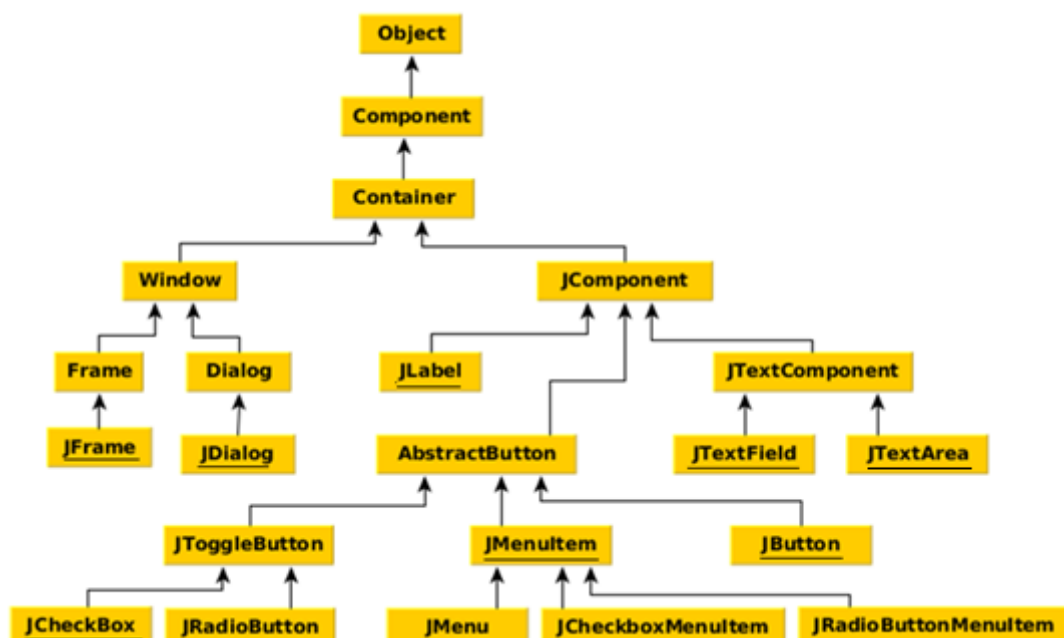 Object
Component
Container
Window
JComponent
Frame
Dialog
JLabel
JTextComponent
JFrame
JDialog
AbstractButton
JTextField
JTextArea
JToggleButton
JMenuItem
JButton
JCheckBox
JRadioButton
JMenu
JCheckboxMenuItem
JRadioButtonMenuItem